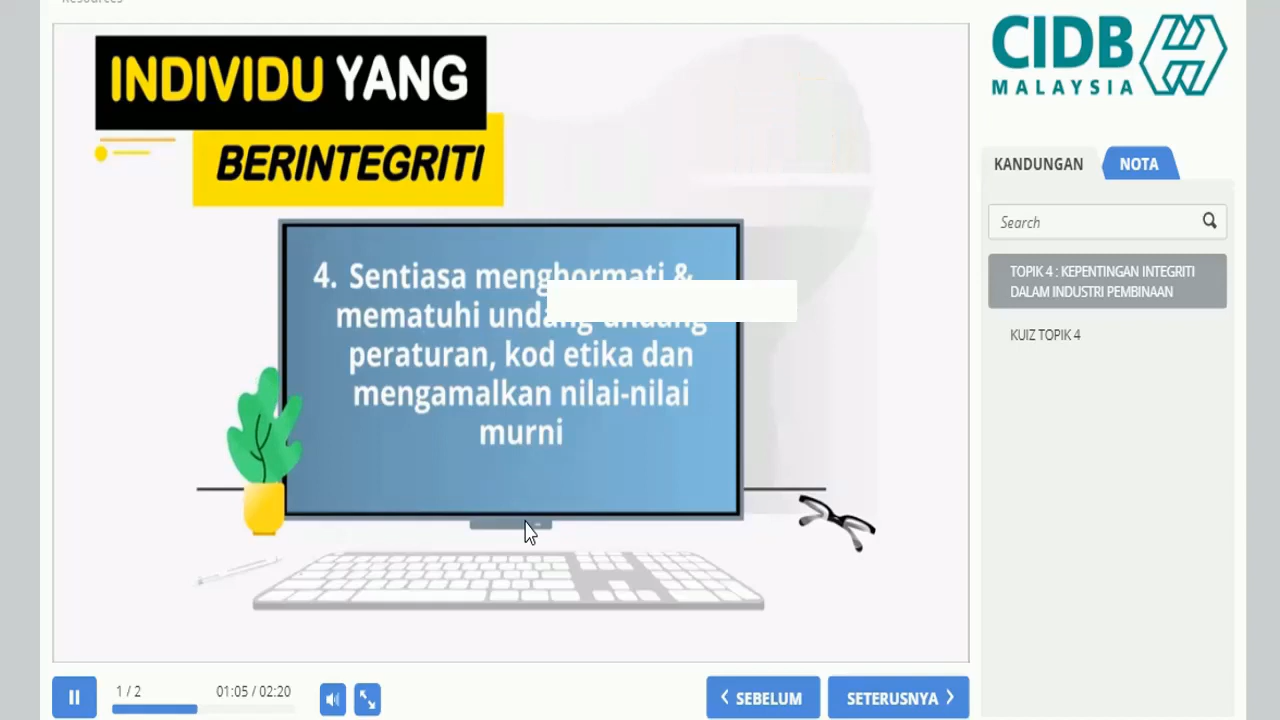 INDIVIDU YANG
BERINTEGRITI
4. Sentiasa menghormati &
mematuhi undang-undang
peraturan, kod etika dan
mengamalkan nilai-nilai
murni
CIDB
MALAYSIA
KANDUNGAN
NOTA
Search
TOPIK 4 : KEPENTINGAN INTEGRITI
DALAM INDUSTRI PEMBINAAN
KUIZ TOPIK 4
1 / 2
01:05 / 02:20
SEBELUM
SETERUSNYA